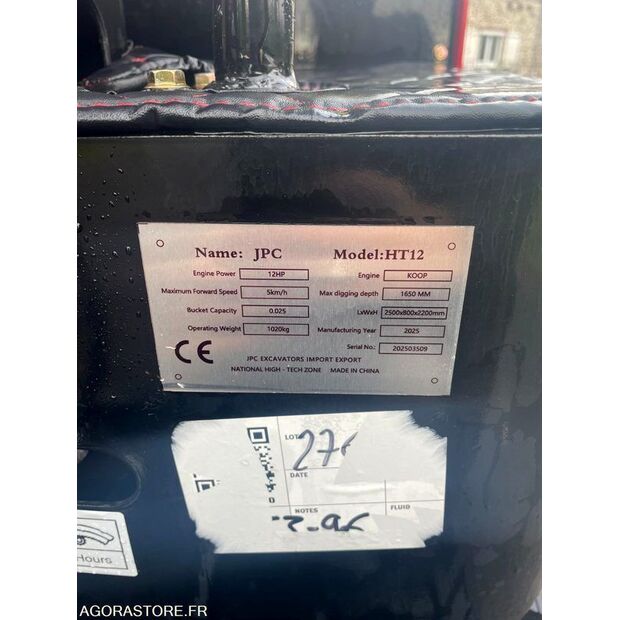 Name: JPC Model:HT12
Engine Power 12HP Engine KOOP
Maximum Forward Speed 5km/h Max digging depth 1650 MM
Bucket Capacity 0.025 LxWxH 2500x800x2200mm
Operating Weight 1020kg Manufacturing Year 2025
Serial No.: 202503509
CE
JPC EXCAVATORS IMPORT EXPORT
NATIONAL HIGH - TECH ZONE MADE IN CHINA
LOT
DATE
NOTES FLUID
Hours
AGORASTORE.FR